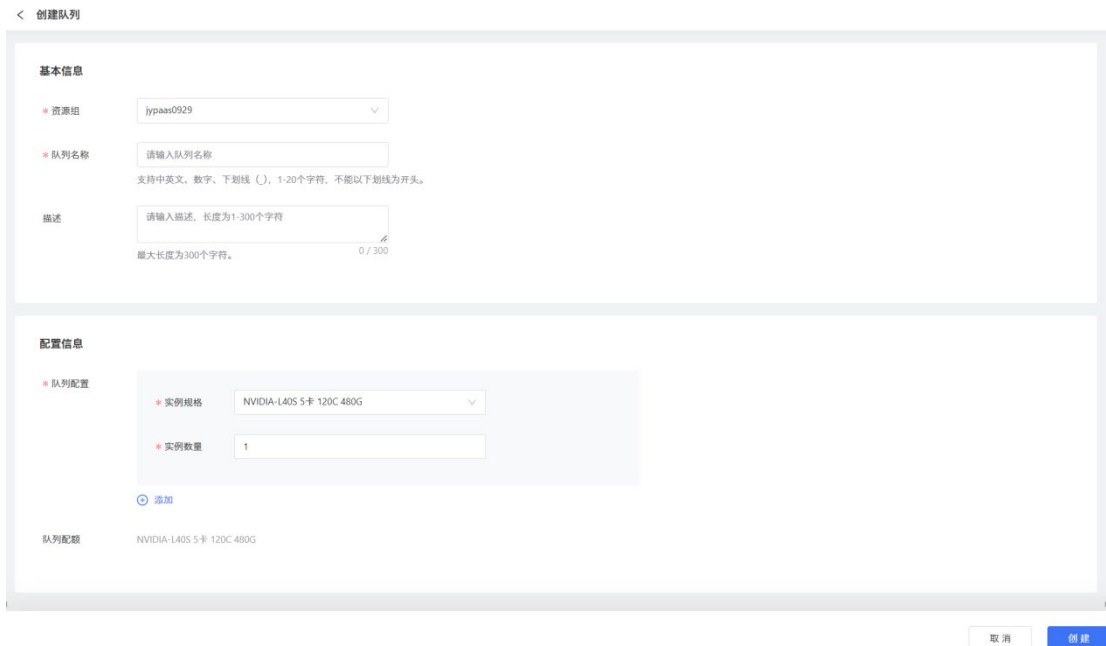 < 创建队列
基本信息
* 资源组 jypaas0929
* 队列名称 请输入队列名称
支持中英文、数字、下划线（_），1-20个字符，不能以下划线为开头。
描述 请输入描述，长度为1-300个字符
最大长度为300个字符。 0 / 300
配置信息
* 队列配置
* 实例规格 NVIDIA-L40S 5卡 120C 480G
* 实例数量 1
添加
队列配额 NVIDIA-L40S 5卡 120C 480G
取消 创建